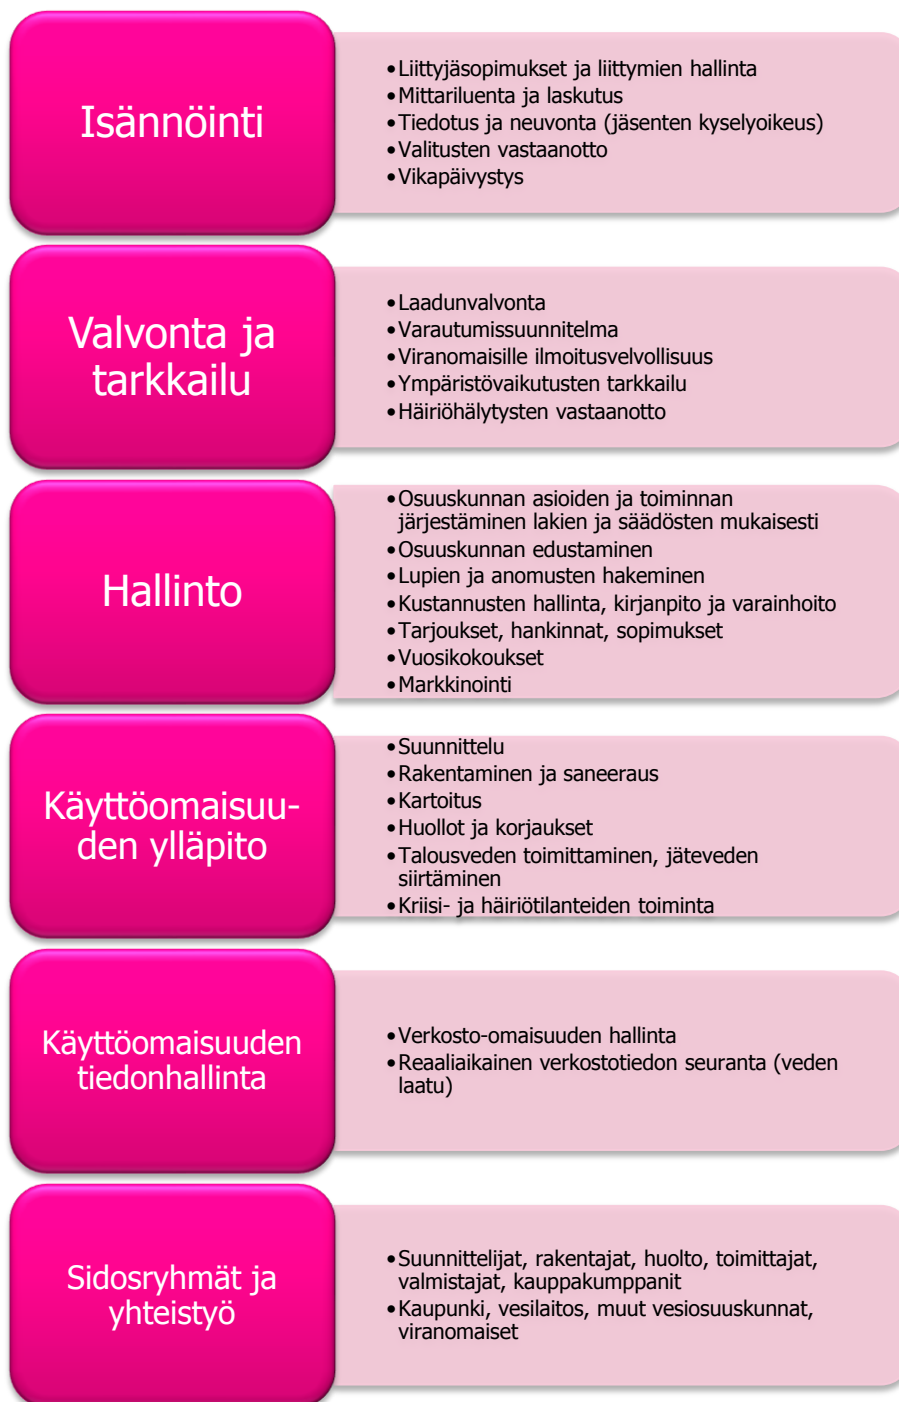 Isännöinti
•Liittyjäsopimukset ja liittymien hallinta
•Mittariluenta ja laskutus
•Tiedotus ja neuvonta (jäsenten kyselyoikeus)
•Valitusten vastaanotto
•Vikapäivystys
Valvonta ja
tarkkailu
•Laadunvalvonta
•Varautumissuunnitelma
•Viranomaisille ilmoitusvelvollisuus
•Ympäristövaikutusten tarkkailu
•Häiriöhälytysten vastaanotto
Hallinto
•Osuuskunnan asioiden ja toiminnan
järjestäminen lakien ja säädösten mukaisesti
•Osuuskunnan edustaminen
•Lupien ja anomusten hakeminen
•Kustannusten hallinta, kirjanpito ja varainhoito
•Tarjoukset, hankinnat, sopimukset
•Vuosikokoukset
•Markkinointi
Käyttöomaisuu-
den ylläpito
•Suunnittelu
•Rakentaminen ja saneeraus
•Kartoitus
•Huollot ja korjaukset
•Talousveden toimittaminen, jäteveden
siirtäminen
•Kriisi- ja häiriötilanteiden toiminta
Käyttöomaisuuden
tiedonhallinta
•Verkosto-omaisuuden hallinta
•Reaaliaikainen verkostotiedon seuranta (veden
laatu)
Sidosryhmät ja
yhteistyö
•Suunnittelijat, rakentajat, huolto, toimittajat,
valmistajat, kauppakumppanit
•Kaupunki, vesilaitos, muut vesiosuuskunnat,
viranomaiset